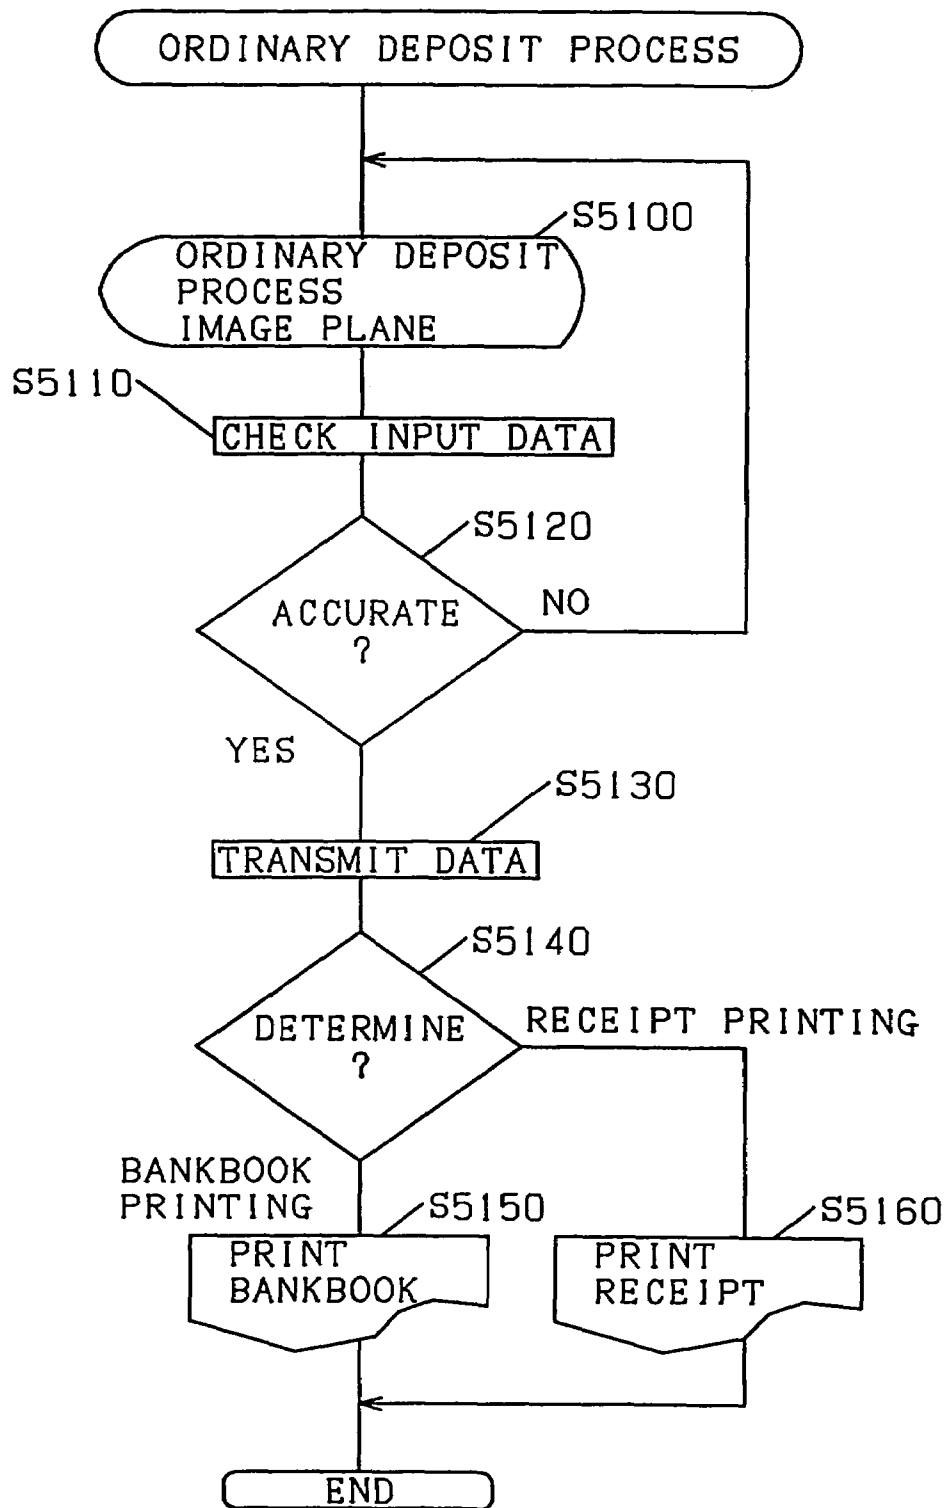 ORDINARY DEPOSIT PROCESS
S5100
ORDINARY DEPOSIT
PROCESS
IMAGE PLANE
S5110
CHECK INPUT DATA
S5120
ACCURATE
?
NO
YES
S5130
TRANSMIT DATA
S5140
DETERMINE
?
RECEIPT PRINTING
BANKBOOK
PRINTING
S5150
PRINT
BANKBOOK
S5160
PRINT
RECEIPT
END